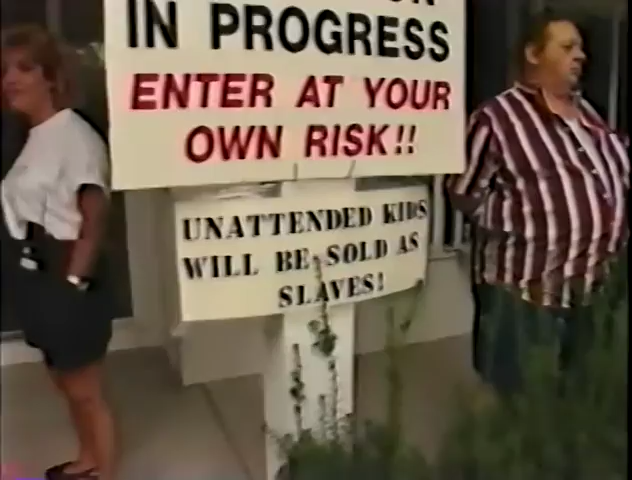 IN PROGRESS
ENTER AT YOUR
OWN RISK!!
UNATTENDED KIDS
WILL BE SOLD AS
SLAVES!